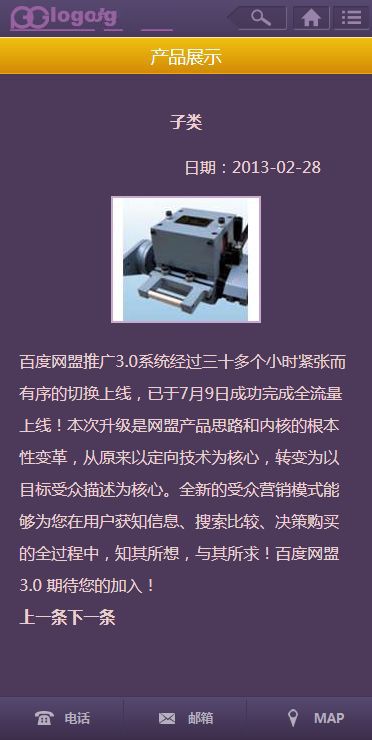 logo
产品展示
子类
日期：2013-02-28
百度网盟推广3.0系统经过三十多个小时紧张而
有序的切换上线，已于7月9日成功完成全流量
上线！本次升级是网盟产品思路和内核的根本
性变革，从原来以定向技术为核心，转变为以
目标受众描述为核心。全新的受众营销模式能
够为您在用户获知信息、搜索比较、决策购买
的全过程中，知其所想，与其所求！百度网盟
3.0 期待您的加入！
上一条下一条
电话
邮箱
MAP